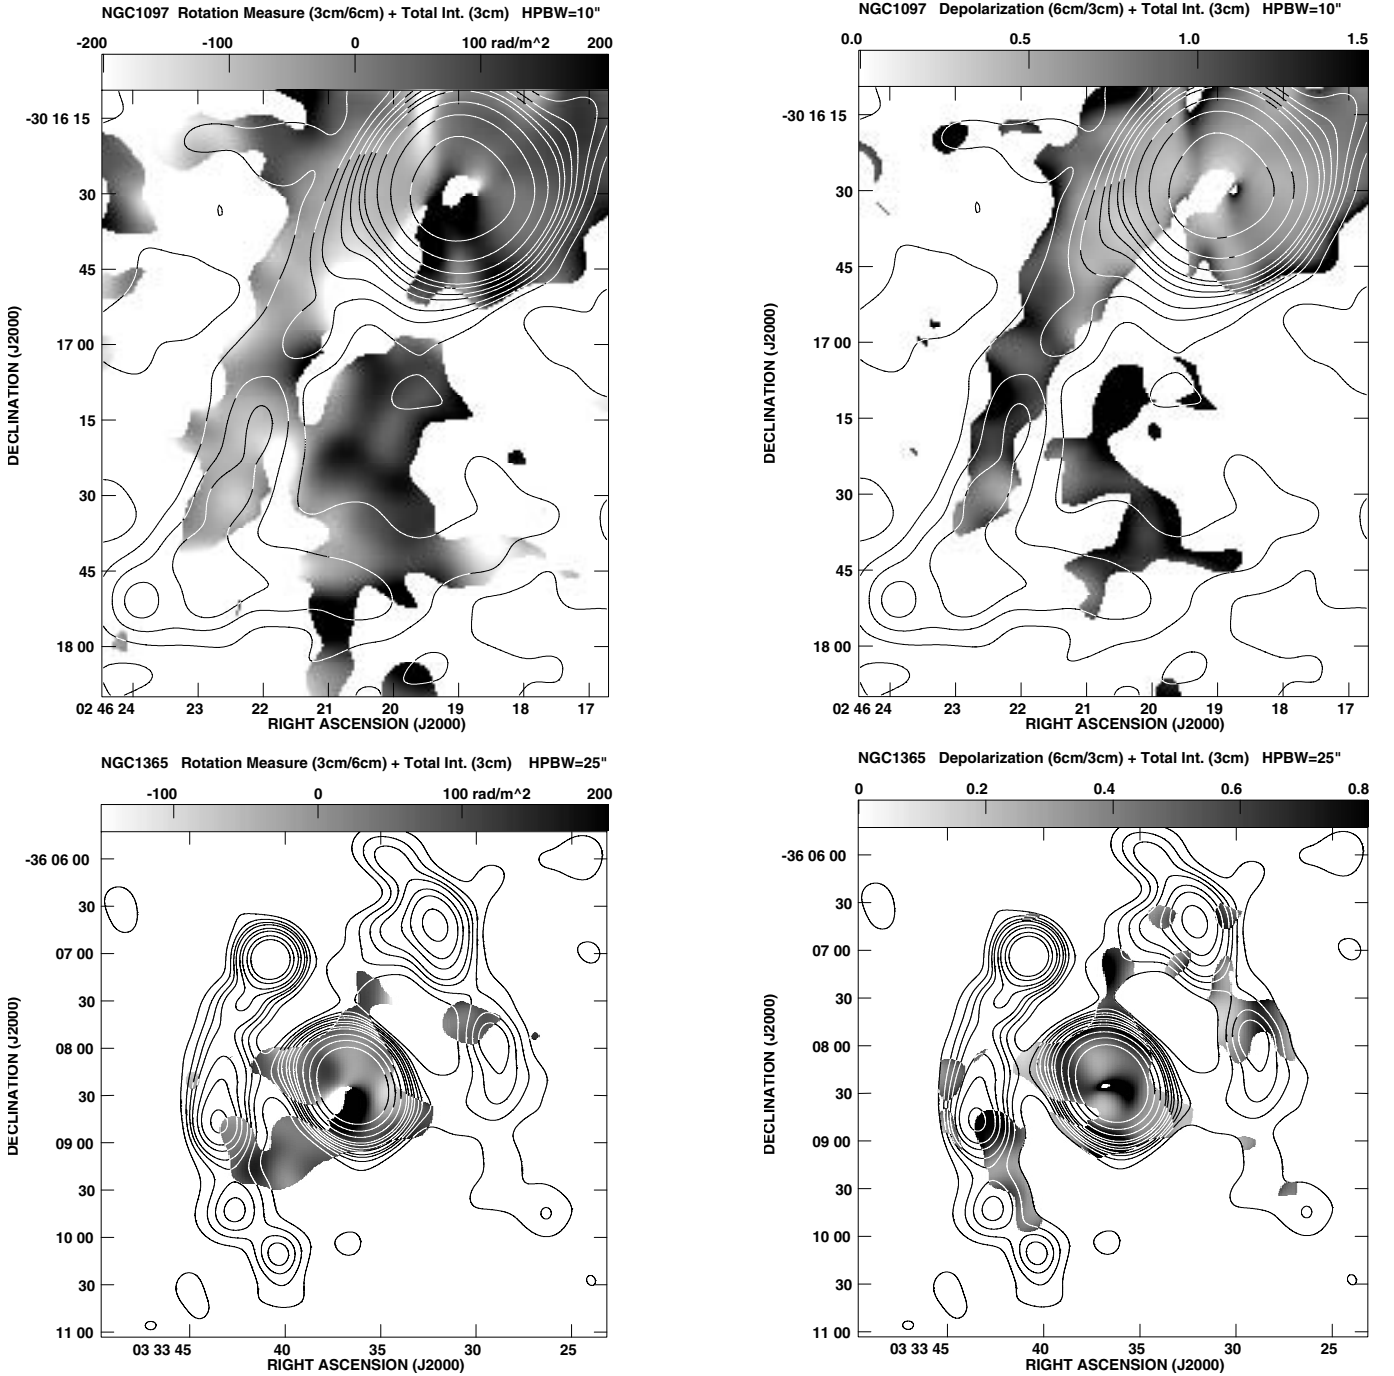 NGC1097 Rotation Measure (3cm/6cm) + Total Int. (3cm) HPBW=10"
-200 -100 0 100 rad/m^2 200
-30 16 15
30
45
17 00
15
30
45
18 00
DECLINATION (J2000)
02 46 24 23 22 21 20 19 18 17
RIGHT ASCENSION (J2000)
NGC1097 Depolarization (6cm/3cm) + Total Int. (3cm) HPBW=10"
0.0 0.5 1.0 1.5
-30 16 15
30
45
17 00
15
30
45
18 00
DECLINATION (J2000)
02 46 24 23 22 21 20 19 18 17
RIGHT ASCENSION (J2000)
NGC1365 Rotation Measure (3cm/6cm) + Total Int. (3cm) HPBW=25"
-100 0 100 rad/m^2 200
-36 06 00
30
07 00
30
08 00
30
09 00
30
10 00
30
11 00
DECLINATION (J2000)
03 33 45 40 35 30 25
RIGHT ASCENSION (J2000)
NGC1365 Depolarization (6cm/3cm) + Total Int. (3cm) HPBW=25"
0 0.2 0.4 0.6 0.8
-36 06 00
30
07 00
30
08 00
30
09 00
30
10 00
30
11 00
DECLINATION (J2000)
03 33 45 40 35 30 25
RIGHT ASCENSION (J2000)